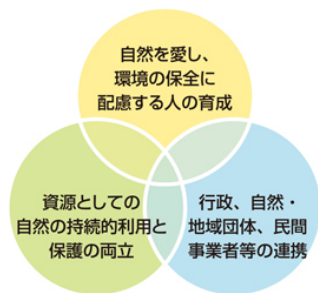 自然を愛し、
環境の保全に
配慮する人の育成
資源としての
自然の持続的利用と
保護の両立
行政、自然・
地域団体、民間
事業者等の連携